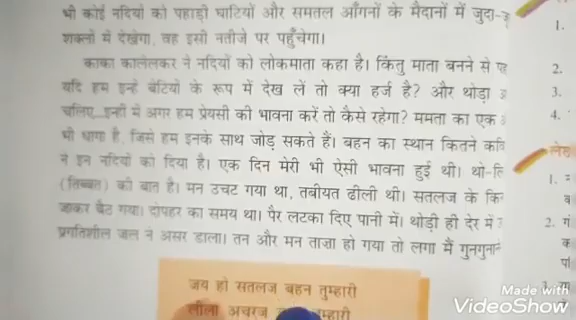 भी कोई नदियों को पहाड़ी घाटियों और समतल आँगनों के मैदानों में जुदा-
शक्लों में देखेगा, वह इसी नतीजे पर पहुँचेगा।
काका कालेलकर ने नदियों को लोकमाता कहा है। किंतु माता बनने से
यदि हम इन्हें बेटियों के रूप में देख लें तो क्या हर्ज है? और थोड़ा
चलिए...इन्हीं में अगर हम प्रेयसी की भावना करें तो कैसे रहेगा? ममता का एक
भी धागा है, जिसे हम इनके साथ जोड़ सकते हैं। बहन का स्थान कितने
ने इन नदियों को दिया है। एक दिन मेरी भी ऐसी भावना हुई थी। थो-लि
(तिब्बत) की बात है। मन उचट गया था, तबीयत ढीली थी। सतलज के
जाकर बैठ गया। दोपहर का समय था। पैर लटका दिए पानी में। थोड़ी ही देर में
प्रगतिशील जल ने असर डाला। तन और मन ताज़ा हो गया तो लगा मैं गुनगुनाने
जय हो सतलज बहन तुम्हारी
लीला अचरज
1.
2.
3.
4.
1.
2.
3.
Made with
VideoShow